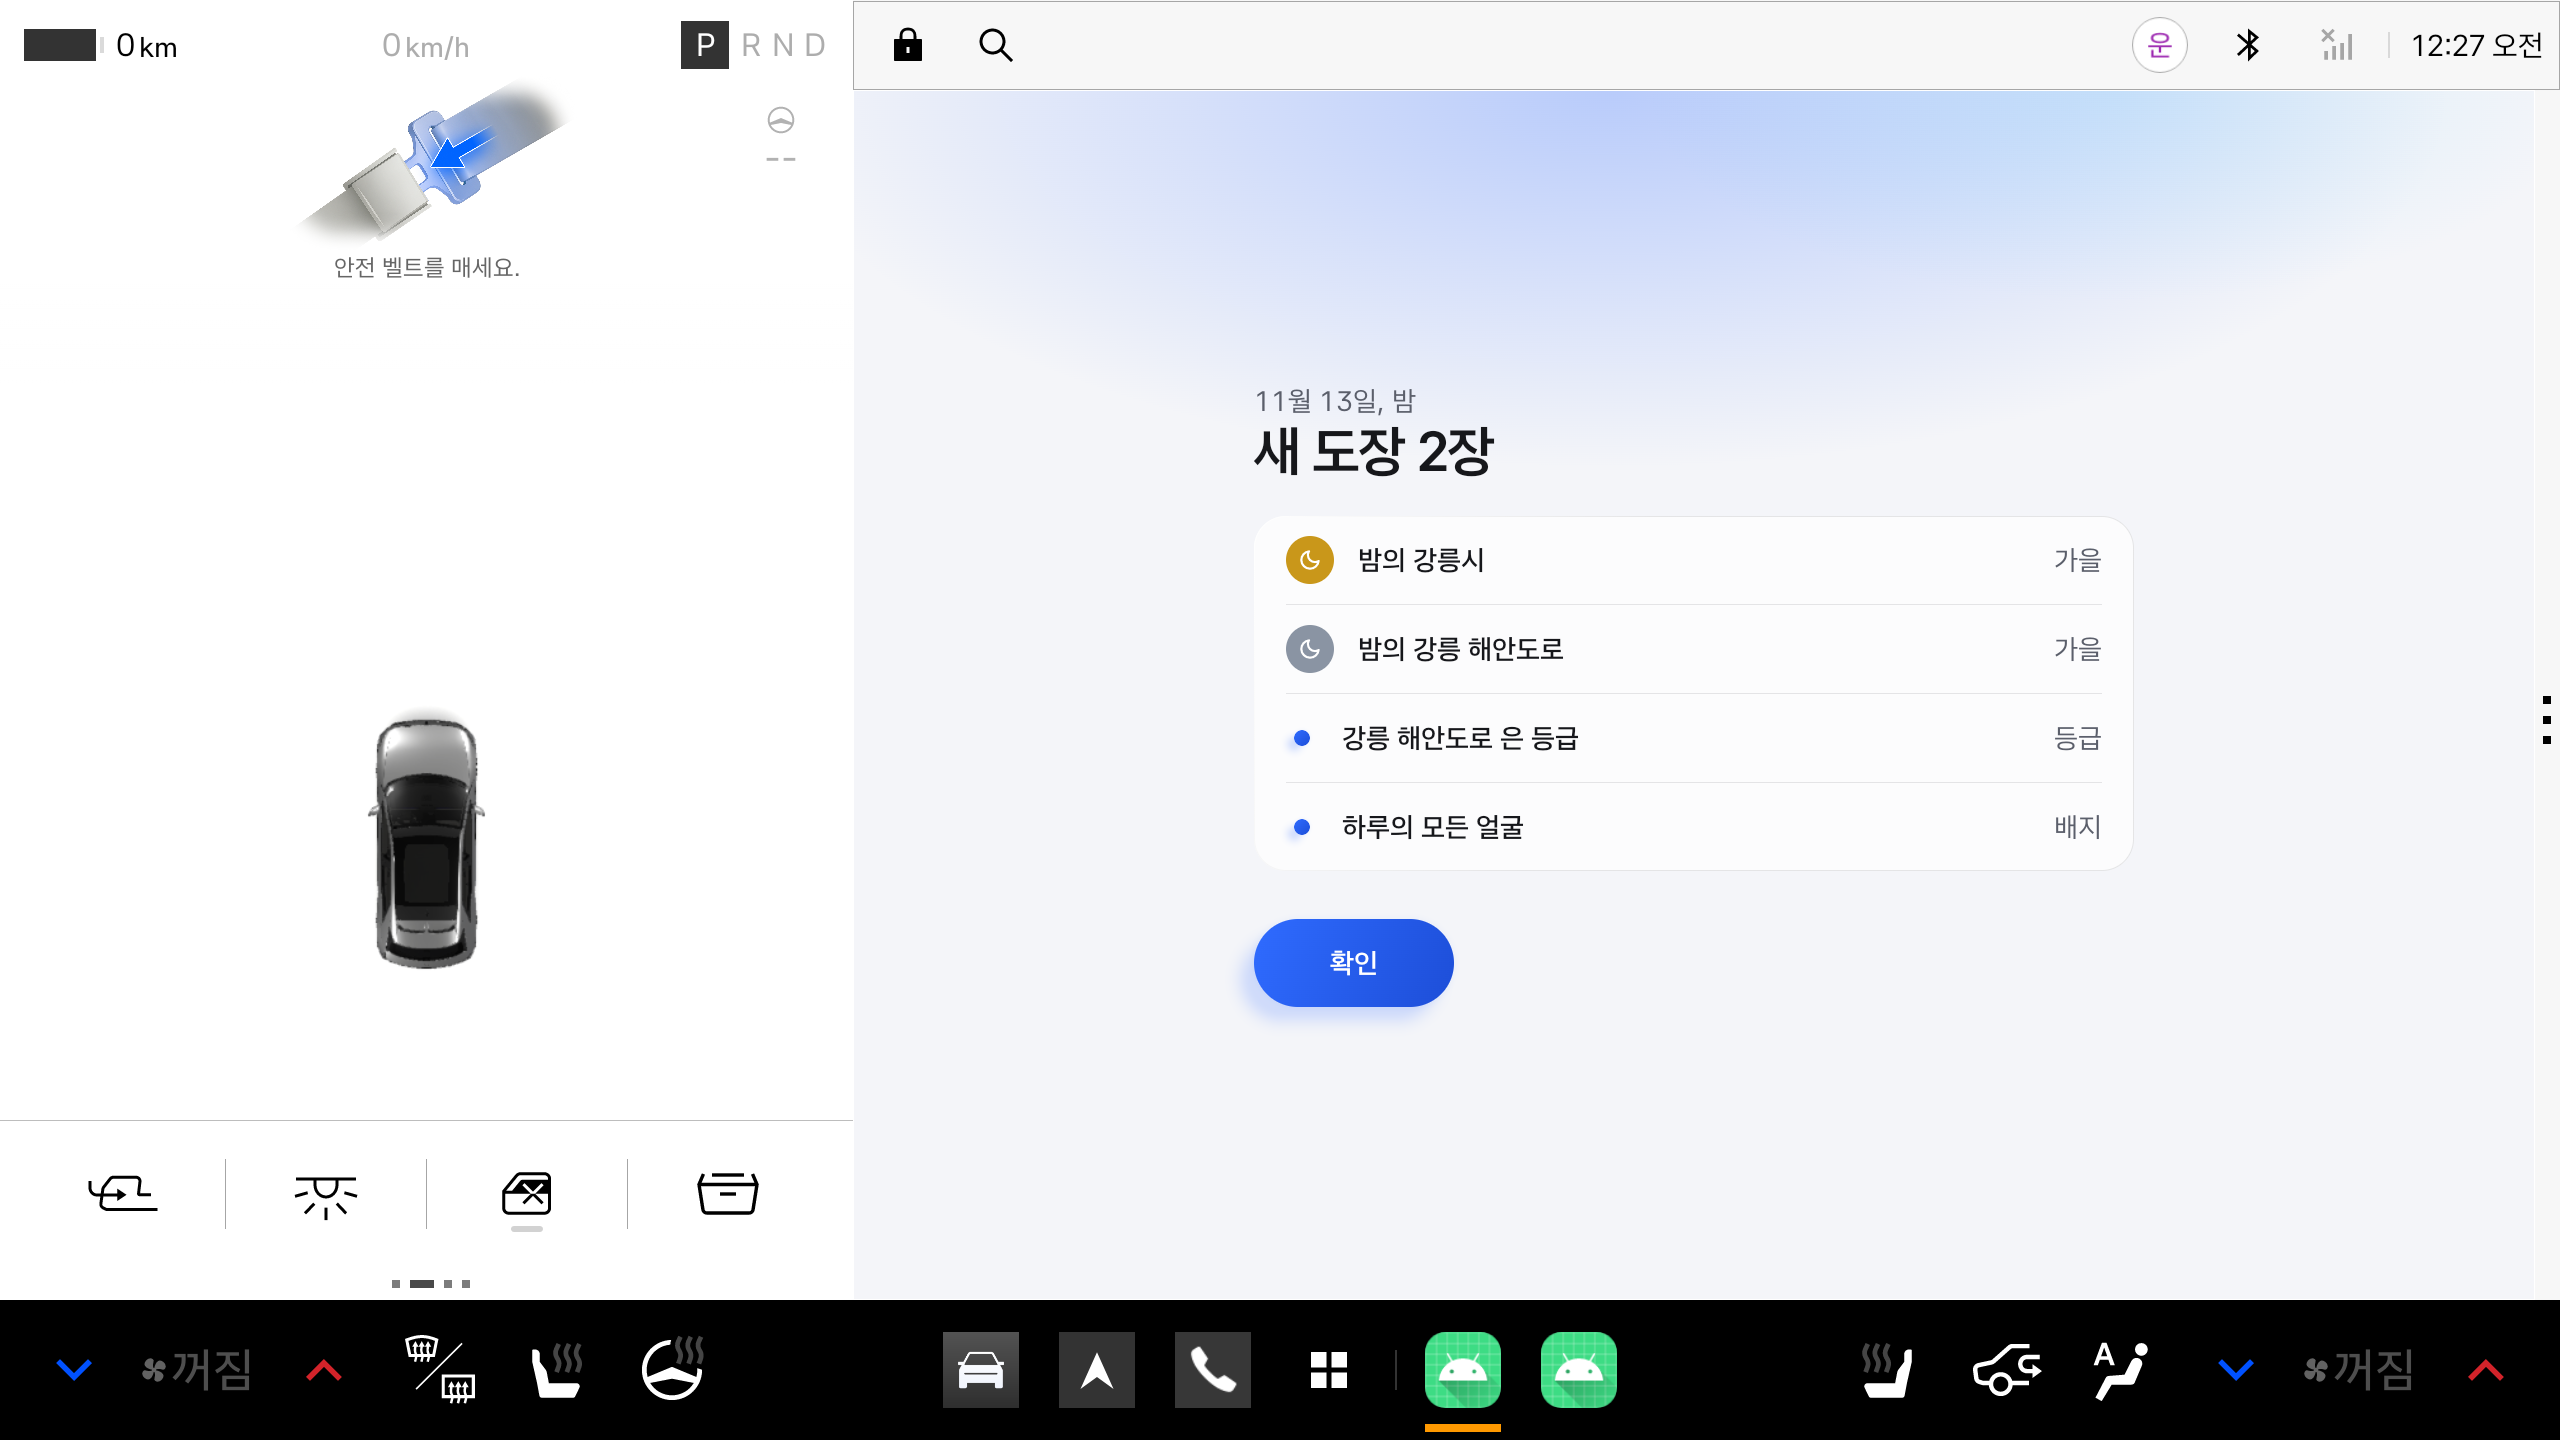 0 km
0 km/h
P R N D
운
12:27 오전
안전 벨트를 매세요.
--
11월 13일, 밤
새 도장 2장
밤의 강릉시 가을
밤의 강릉 해안도로 가을
강릉 해안도로 은 등급 등급
하루의 모든 얼굴 배지
확인
꺼짐
A
꺼짐